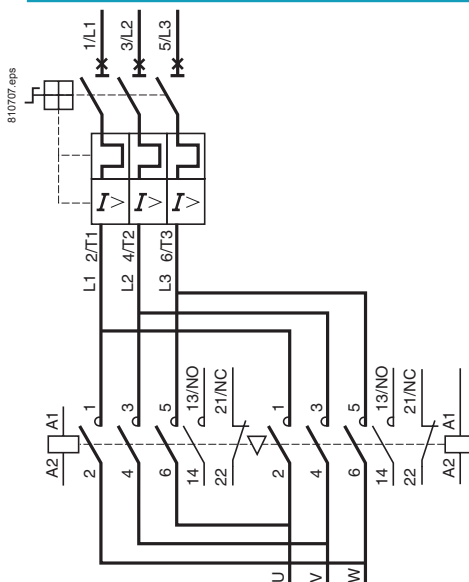 810707.eps
1/L1 3/L2 5/L3
I> I> I>
2/T1 4/T2 6/T3
L1 L2 L3
A1 1 3 5 13/NO 21/NC 1 3 5 13/NO 21/NC A1
A2 2 4 6 14 22 2 4 6 14 22 A2
U V W